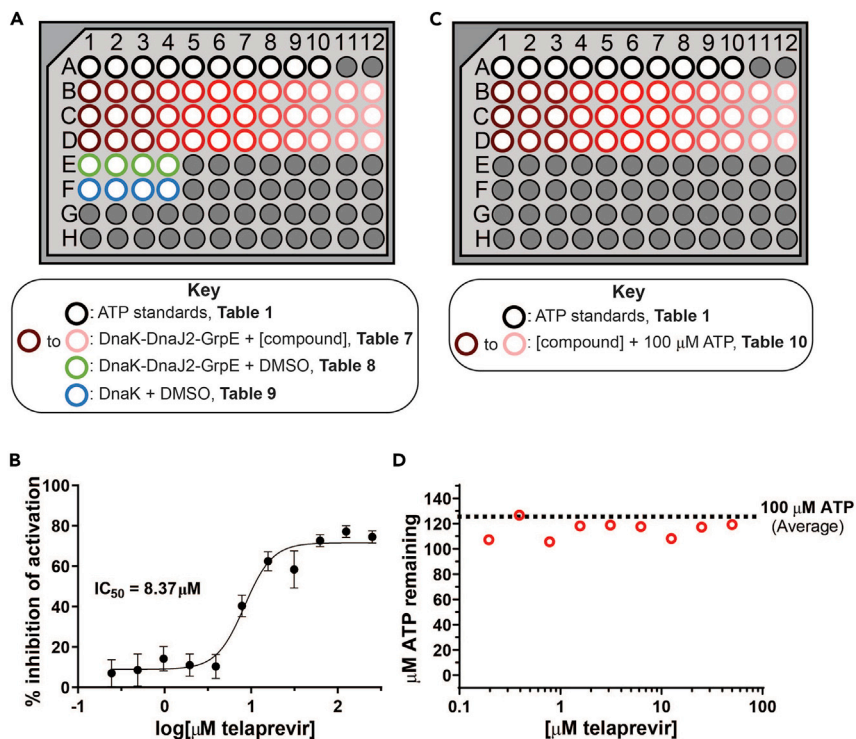 A
1 2 3 4 5 6 7 8 9 10 11 12
A
B
C
D
E
F
G
H
Key
: ATP standards, Table 1
to : DnaK-DnaJ2-GrpE + [compound], Table 7
: DnaK-DnaJ2-GrpE + DMSO, Table 8
: DnaK + DMSO, Table 9
C
1 2 3 4 5 6 7 8 9 10 11 12
A
B
C
D
E
F
G
H
Key
: ATP standards, Table 1
to : [compound] + 100 µM ATP, Table 10
B
% inhibition of activation
100
80
60
40
20
0
IC50 = 8.37µM
-1 0 1 2
log[µM telaprevir]
D
µM ATP remaining
140
120
100
80
60
40
20
0
100 µM ATP
(Average)
0.1 1 10 100
[µM telaprevir]